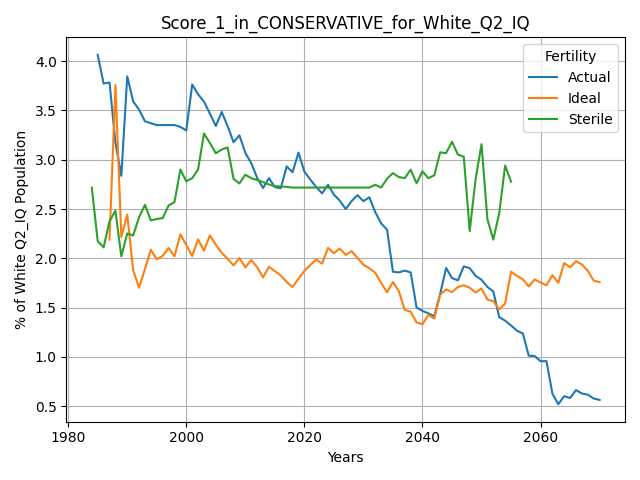 Score_1_in_CONSERVATIVE_for_White_Q2_IQ
% of White Q2_IQ Population
4.0
3.5
3.0
2.5
2.0
1.5
1.0
0.5
Fertility
Actual
Ideal
Sterile
1980
2000
2020
2040
2060
Years